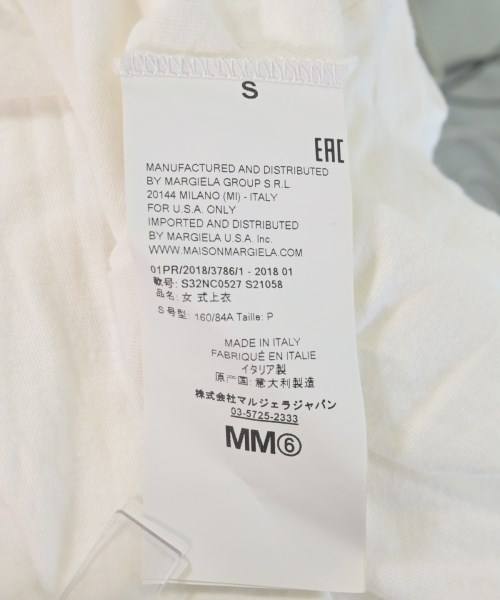 S
EAC
MANUFACTURED AND DISTRIBUTED
BY MARGIELA GROUP S.R.L.
20144 MILANO (MI) - ITALY
FOR U.S.A. ONLY
IMPORTED AND DISTRIBUTED
BY MARGIELA U.S.A. Inc.
WWW.MAISONMARGIELA.COM
01PR/2018/3786/1 - 2018 01
款号: S32NC0527 S21058
品名: 女 式上衣
S 号型: 160/84A Taille: P
MADE IN ITALY
FABRIQUÉ EN ITALIE
イタリア製
原产国: 意大利製造
株式会社マルジェラジャパン
03-5725-2333
MM⑥